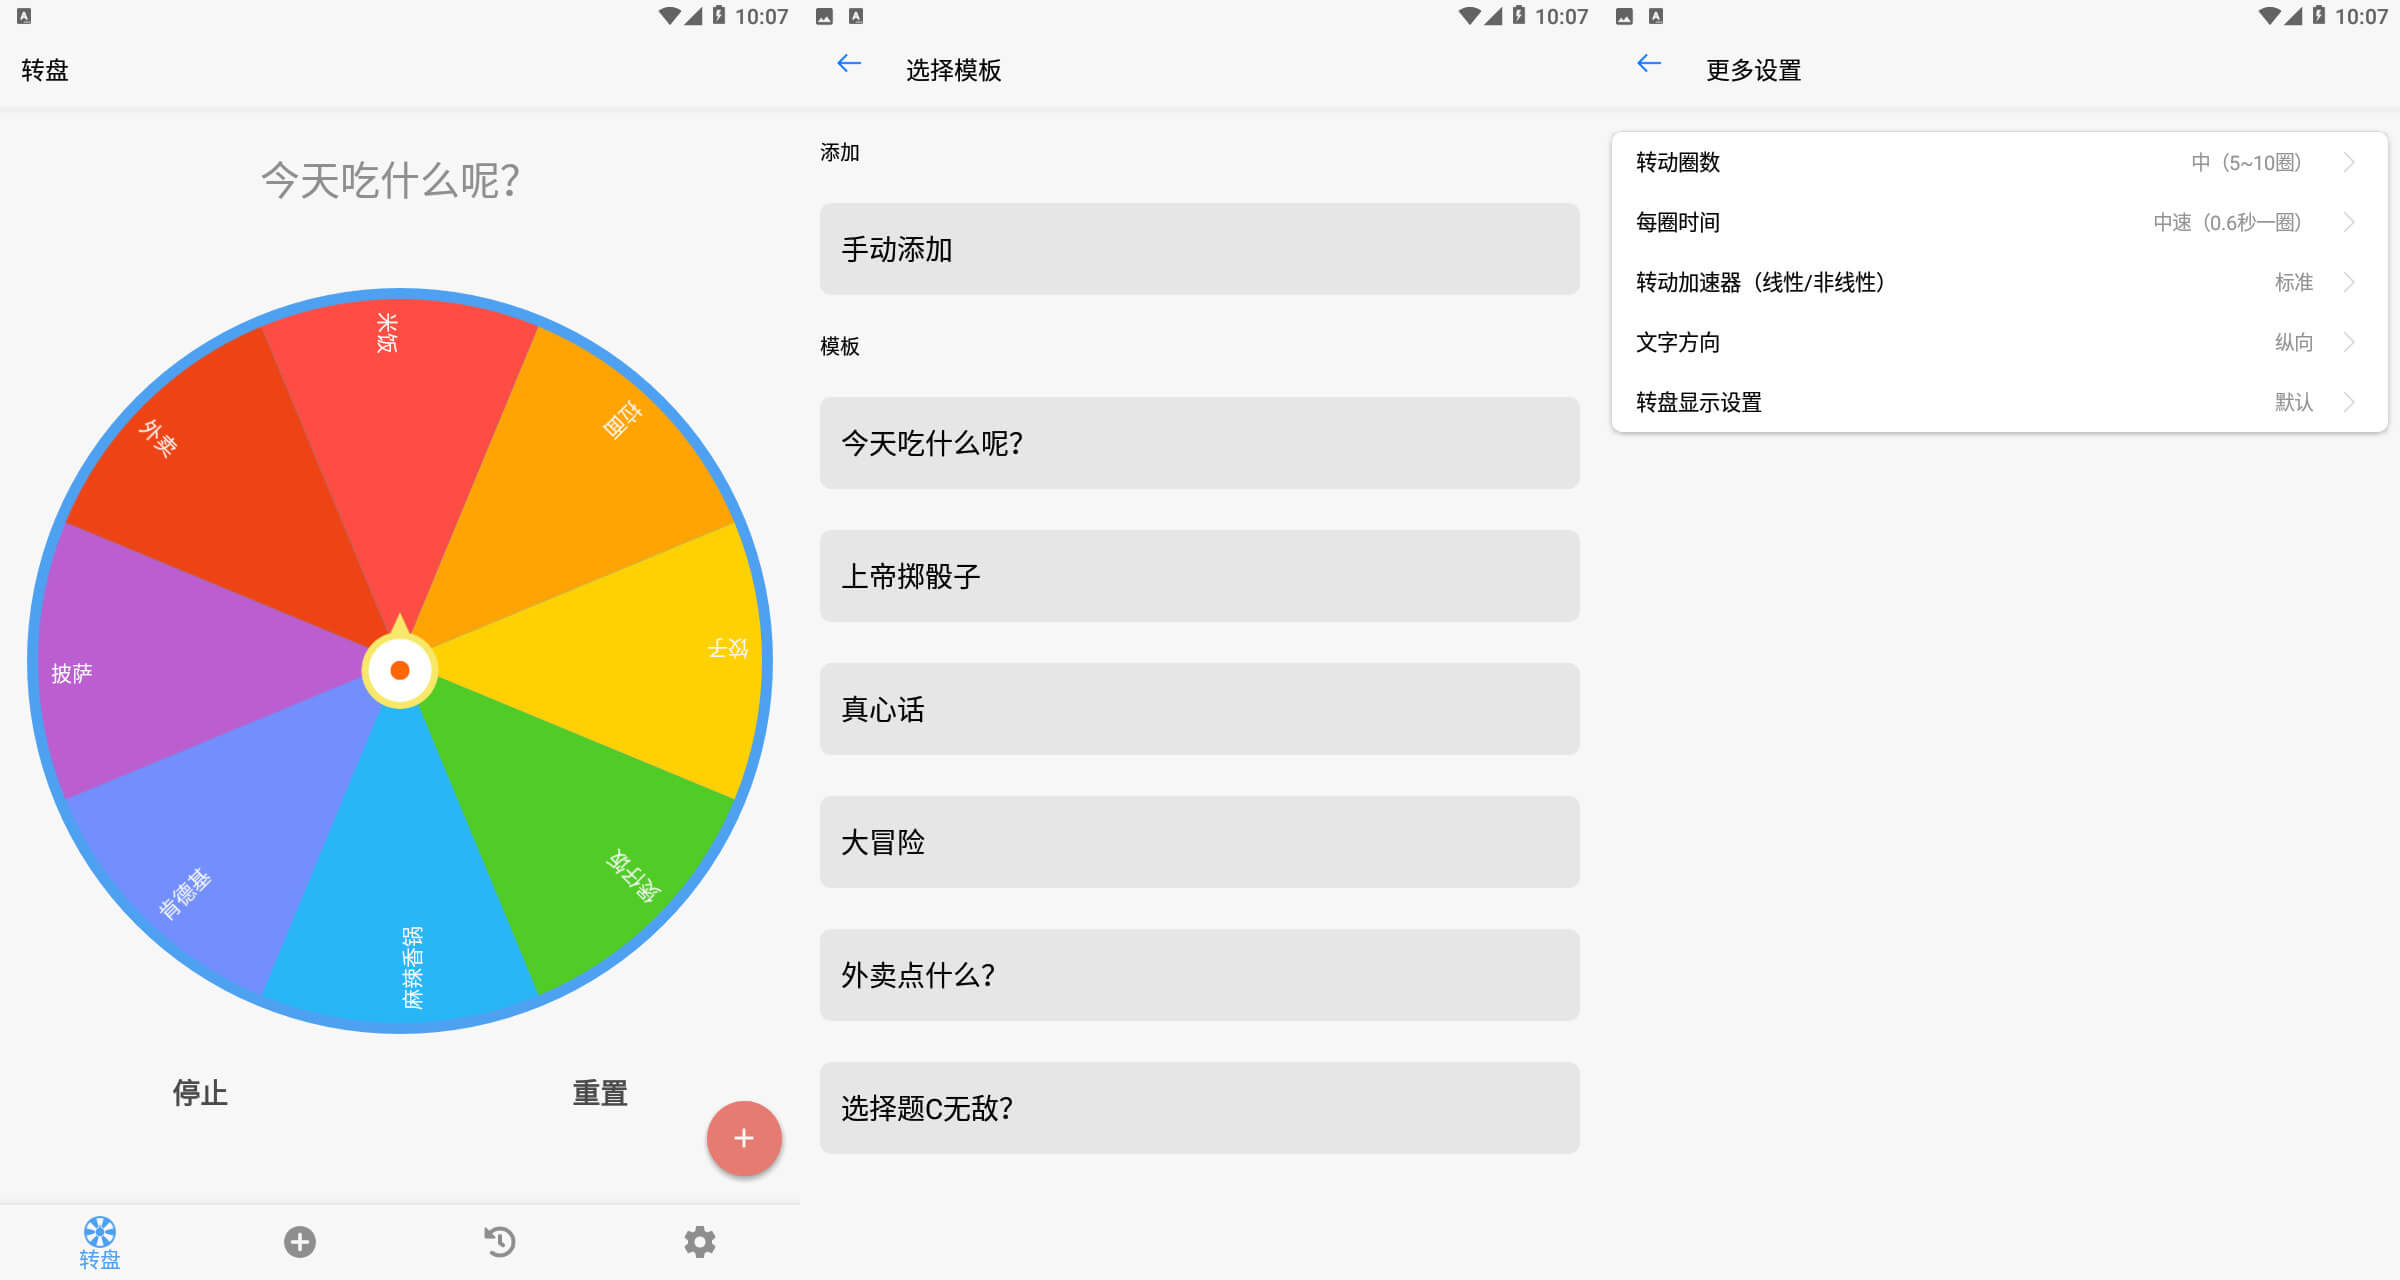 10:07
转盘
今天吃什么呢？
米饭
拉面
外卖
饺子
披萨
煲仔饭
肯德基
麻辣香锅
停止
重置
转盘
10:07
选择模板
添加
手动添加
模板
今天吃什么呢？
上帝掷骰子
真心话
大冒险
外卖点什么？
选择题C无敌？
10:07
更多设置
转动圈数 中（5~10圈）
每圈时间 中速（0.6秒一圈）
转动加速器（线性/非线性） 标准
文字方向 纵向
转盘显示设置 默认